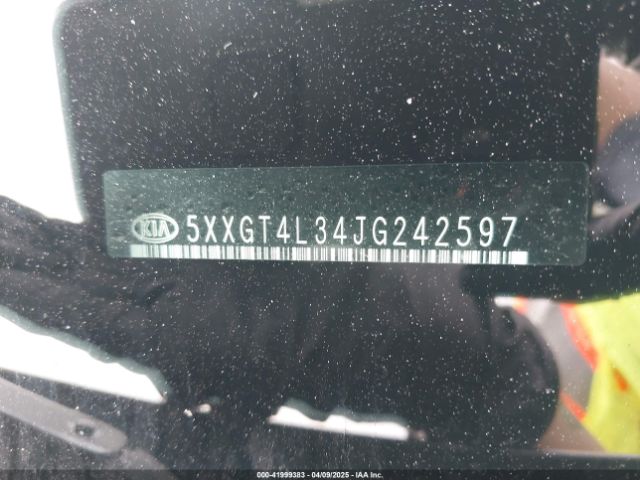 KIA 5XXGT4L34JG242597
000-41999383 | 04/09/2025 | IAA Inc.